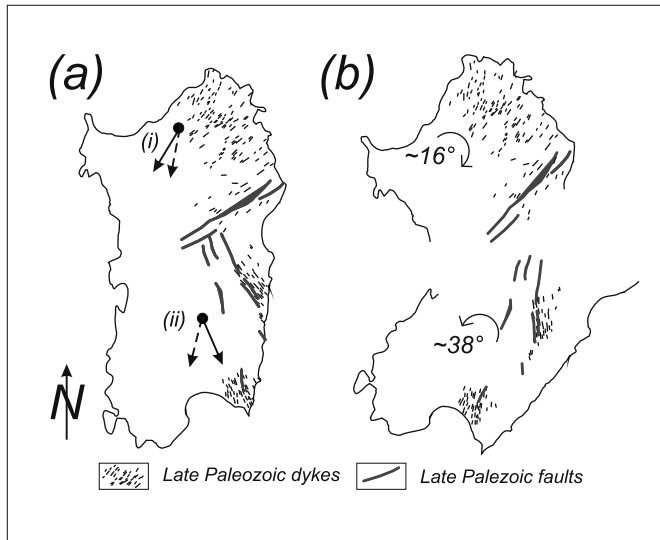 (a)
(b)
(i)
~16°
(ii)
~38°
N
Late Paleozoic dykes
Late Palezoic faults